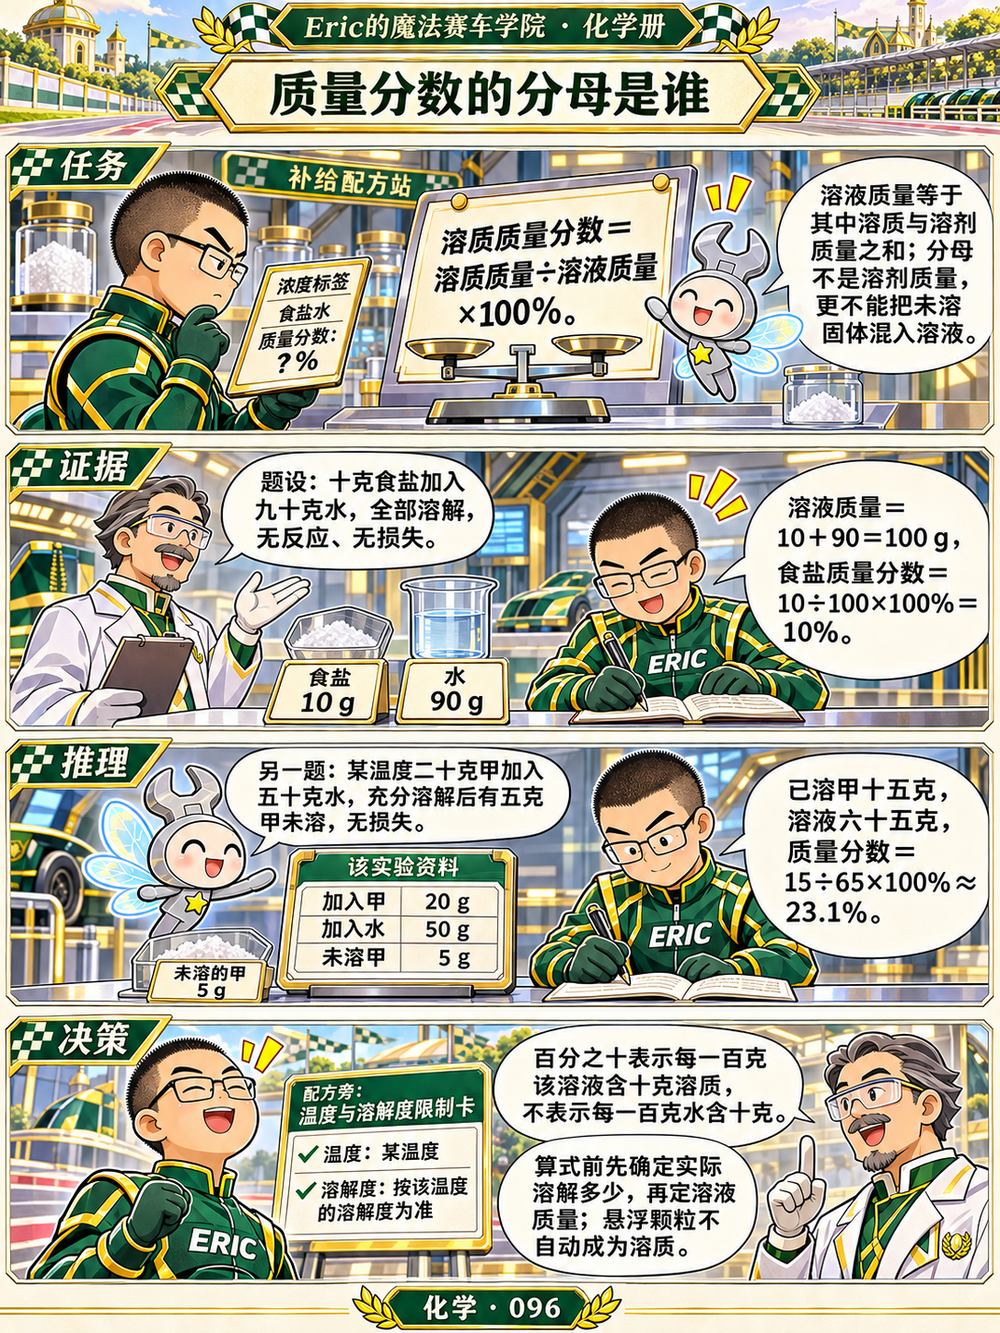 Eric的魔法赛车学院 · 化学册
质量分数的分母是谁
任务
补给配方站
浓度标签
食盐水
质量分数：
？%
溶质质量分数＝
溶质质量÷溶液质量
×100%。
溶液质量等于
其中溶质与溶剂
质量之和；分母
不是溶剂质量，
更不能把未溶
固体混入溶液。
证据
题设：十克食盐加入
九十克水，全部溶解，
无反应、无损失。
食盐
10 g
水
90 g
ERIC
溶液质量＝
10＋90＝100 g，
食盐质量分数＝
10÷100×100%＝
10%。
推理
另一题：某温度二十克甲加入
五十克水，充分溶解后有五克
甲未溶，无损失。
未溶的甲
5 g
该实验资料
加入甲 20 g
加入水 50 g
未溶甲 5 g
ERIC
已溶甲十五克，
溶液六十五克，
质量分数＝
15÷65×100%≈
23.1%。
决策
ERIC
配方旁：
温度与溶解度限制卡
✓ 温度：某温度
✓ 溶解度：按该温度
的溶解度为准
百分之十表示每一百克
该溶液含十克溶质，
不表示每一百克水含十克。
算式前先确定实际
溶解多少，再定溶液
质量；悬浮颗粒不
自动成为溶质。
化学 · 096